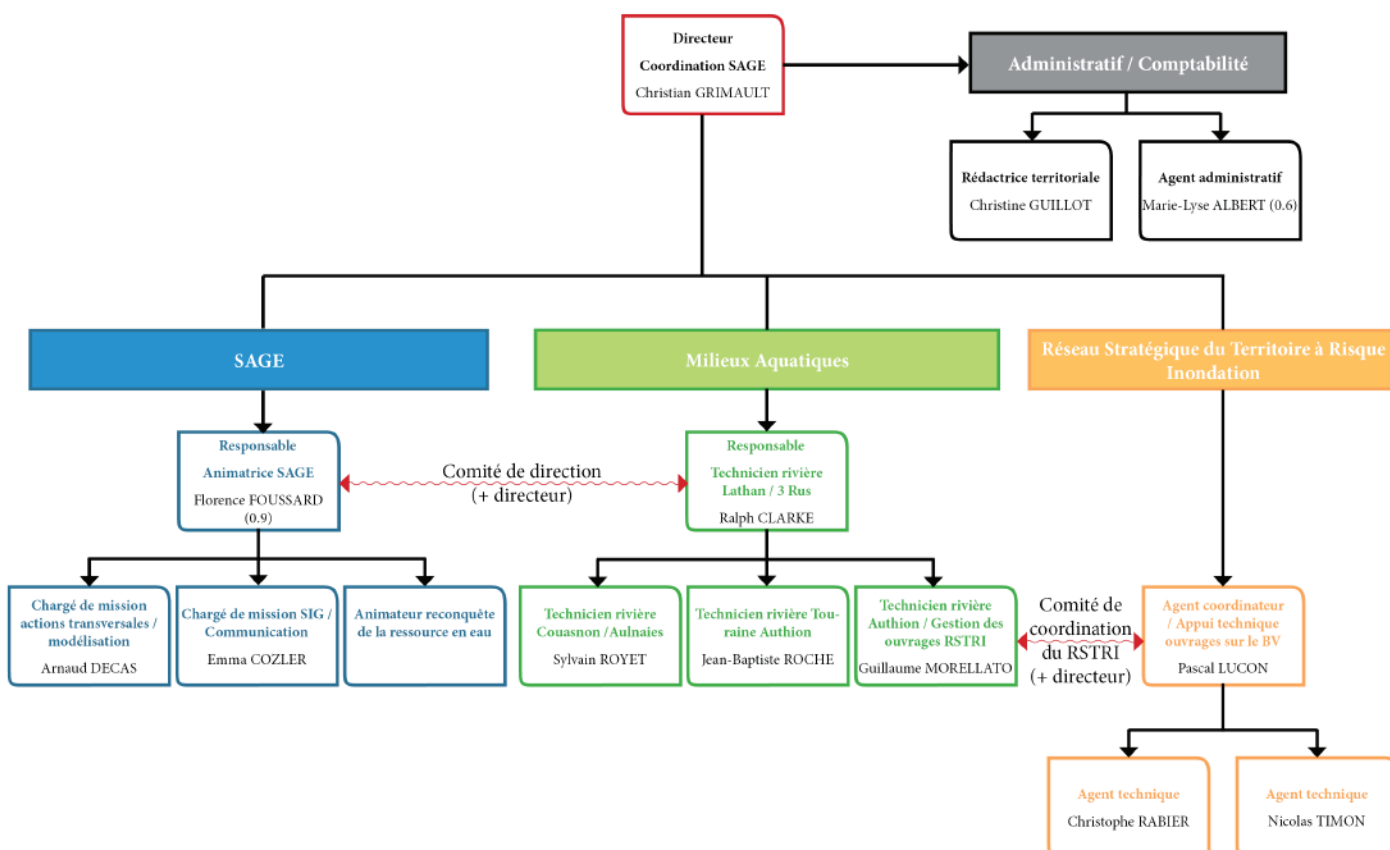 Directeur
Coordination SAGE
Christian GRIMAULT
Administratif / Comptabilité
Rédactrice territoriale
Christine GUILLOT
Agent administratif
Marie-Lyse ALBERT (0.6)
SAGE
Milieux Aquatiques
Réseau Stratégique du Territoire à Risque
Inondation
Responsable
Animatrice SAGE
Florence FOUSSARD
(0.9)
Comité de direction
(+ directeur)
Responsable
Technicien rivière
Lathan / 3 Rus
Ralph CLARKE
Chargé de mission
actions transversales /
modélisation
Arnaud DECAS
Chargé de mission SIG /
Communication
Emma COZLER
Animateur reconquête
de la ressource en eau
Technicien rivière
Couasnon /Aulnaies
Sylvain ROYET
Technicien rivière Tou-
raine Authion
Jean-Baptiste ROCHE
Technicien rivière
Authion / Gestion des
ouvrages RSTRI
Guillaume MORELLATO
Comité de
coordination
du RSTRI
(+ directeur)
Agent coordinateur
/ Appui technique
ouvrages sur le BV
Pascal LUCON
Agent technique
Christophe RABIER
Agent technique
Nicolas TIMON